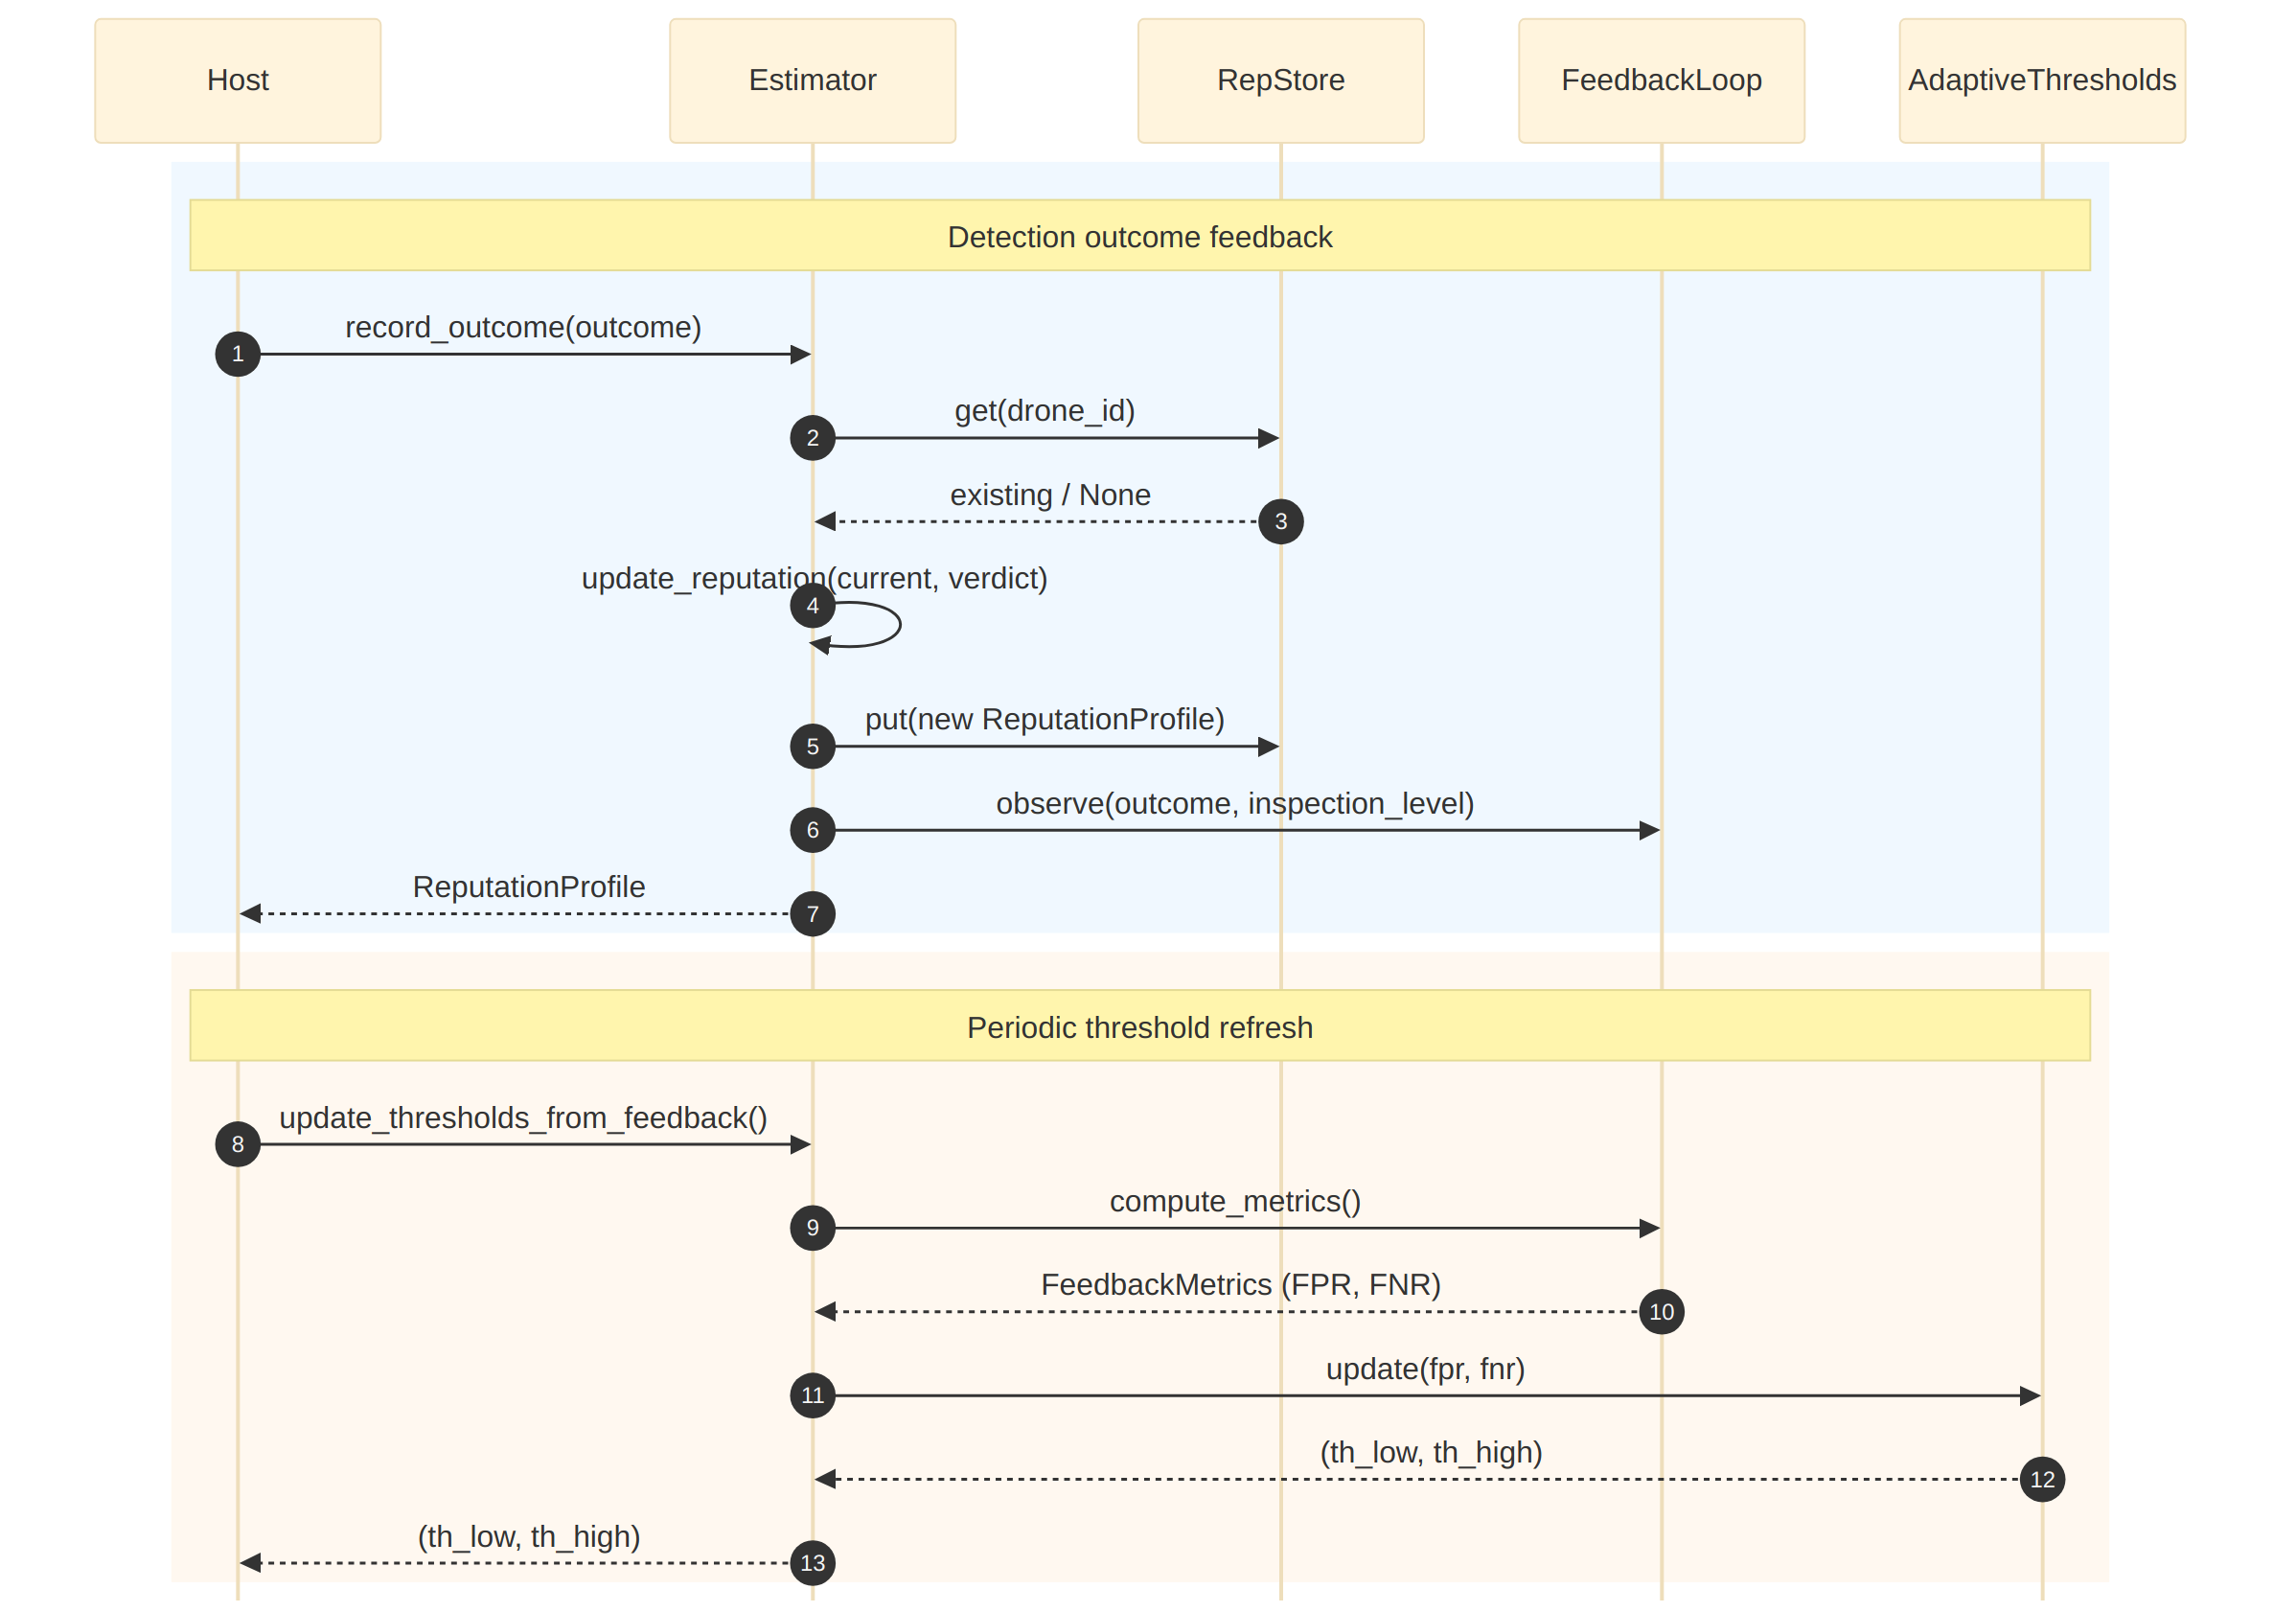 Host
Estimator
RepStore
FeedbackLoop
AdaptiveThresholds
Detection outcome feedback
record_outcome(outcome)
1
get(drone_id)
2
existing / None
3
update_reputation(current, verdict)
4
put(new ReputationProfile)
5
observe(outcome, inspection_level)
6
ReputationProfile
7
Periodic threshold refresh
update_thresholds_from_feedback()
8
compute_metrics()
9
FeedbackMetrics (FPR, FNR)
10
update(fpr, fnr)
11
(th_low, th_high)
12
(th_low, th_high)
13